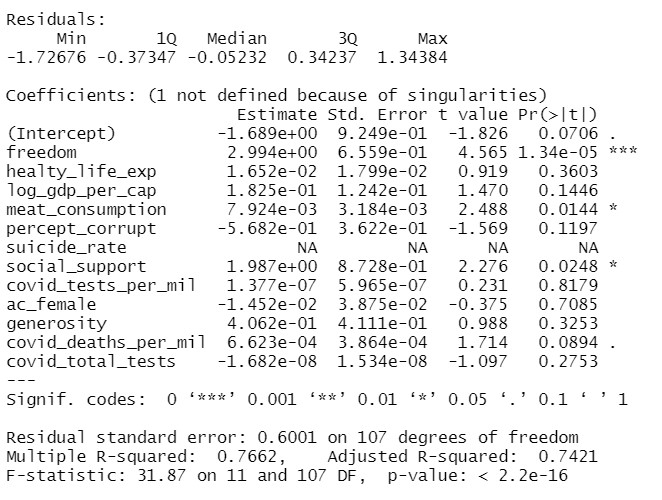 Residuals:
     Min       1Q   Median       3Q      Max
-1.72676 -0.37347 -0.05232  0.34237  1.34384

Coefficients: (1 not defined because of singularities)
                       Estimate Std. Error t value Pr(>|t|)
(Intercept)          -1.689e+00  9.249e-01  -1.826   0.0706 .
freedom               2.994e+00  6.559e-01   4.565 1.34e-05 ***
healty_life_exp       1.652e-02  1.799e-02   0.919   0.3603
log_gdp_per_cap       1.825e-01  1.242e-01   1.470   0.1446
meat_consumption      7.924e-03  3.184e-03   2.488   0.0144 *
percept_corrupt      -5.682e-01  3.622e-01  -1.569   0.1197
suicide_rate                 NA         NA      NA       NA
social_support        1.987e+00  8.728e-01   2.276   0.0248 *
covid_tests_per_mil   1.377e-07  5.965e-07   0.231   0.8179
ac_female            -1.452e-02  3.875e-02  -0.375   0.7085
generosity            4.062e-01  4.111e-01   0.988   0.3253
covid_deaths_per_mil  6.623e-04  3.864e-04   1.714   0.0894 .
covid_total_tests    -1.682e-08  1.534e-08  -1.097   0.2753
---
Signif. codes:  0 ‘***’ 0.001 ‘**’ 0.01 ‘*’ 0.05 ‘.’ 0.1 ‘ ’ 1

Residual standard error: 0.6001 on 107 degrees of freedom
Multiple R-squared:  0.7662,	Adjusted R-squared:  0.7421
F-statistic: 31.87 on 11 and 107 DF,  p-value: < 2.2e-16